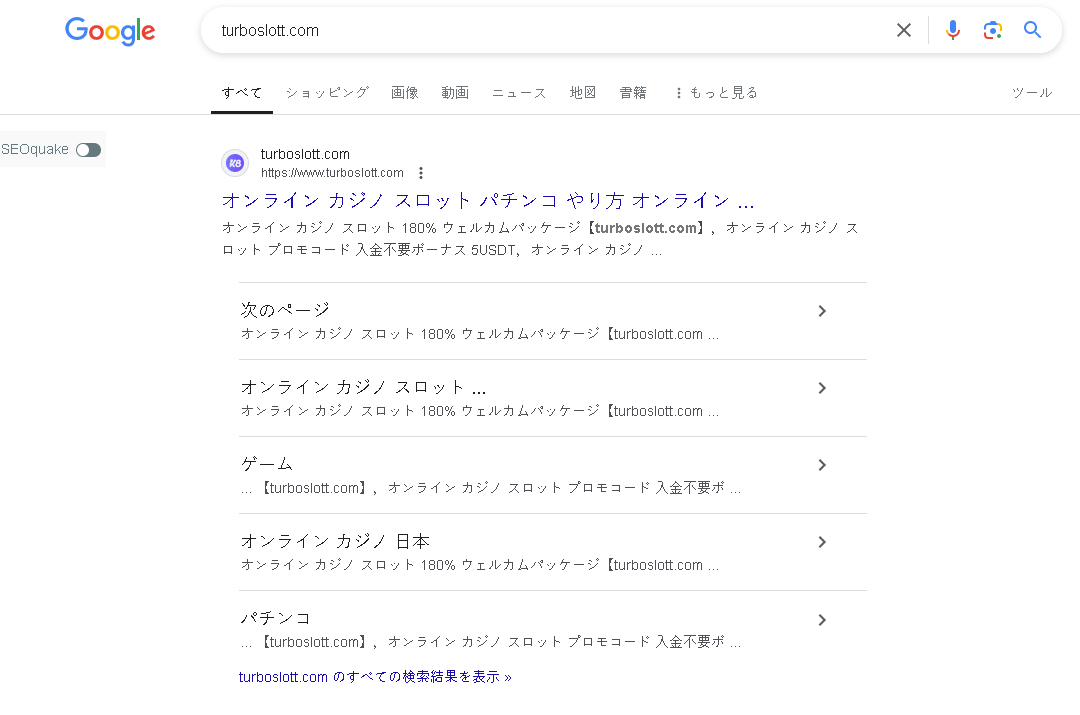 Google
turboslott.com
すべて ショッピング 画像 動画 ニュース 地図 書籍 もっと見る ツール
SEOquake
K8
turboslott.com
https://www.turboslott.com
オンライン カジノ スロット パチンコ やり方 オンライン ...
オンライン カジノ スロット 180% ウェルカムパッケージ【turboslott.com】, オンライン カジノ ス
ロット プロモコード 入金不要ボーナス 5USDT, オンライン カジノ ...
次のページ
オンライン カジノ スロット 180% ウェルカムパッケージ【turboslott.com ...
オンライン カジノ スロット ...
オンライン カジノ スロット 180% ウェルカムパッケージ【turboslott.com ...
ゲーム
... 【turboslott.com】, オンライン カジノ スロット プロモコード 入金不要ボ ...
オンライン カジノ 日本
オンライン カジノ スロット 180% ウェルカムパッケージ【turboslott.com ...
パチンコ
... 【turboslott.com】, オンライン カジノ スロット プロモコード 入金不要ボ ...
turboslott.com のすべての検索結果を表示 »